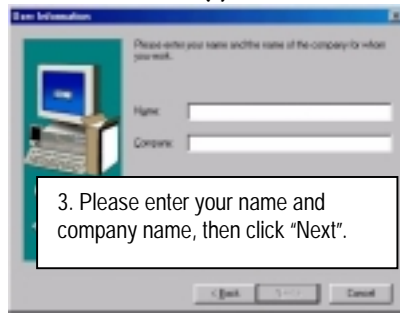 User Information
Please enter your name and the name of the company for whom
you work.
Name:
Company:
3. Please enter your name and
company name, then click “Next”.
< Back
Next >
Cancel